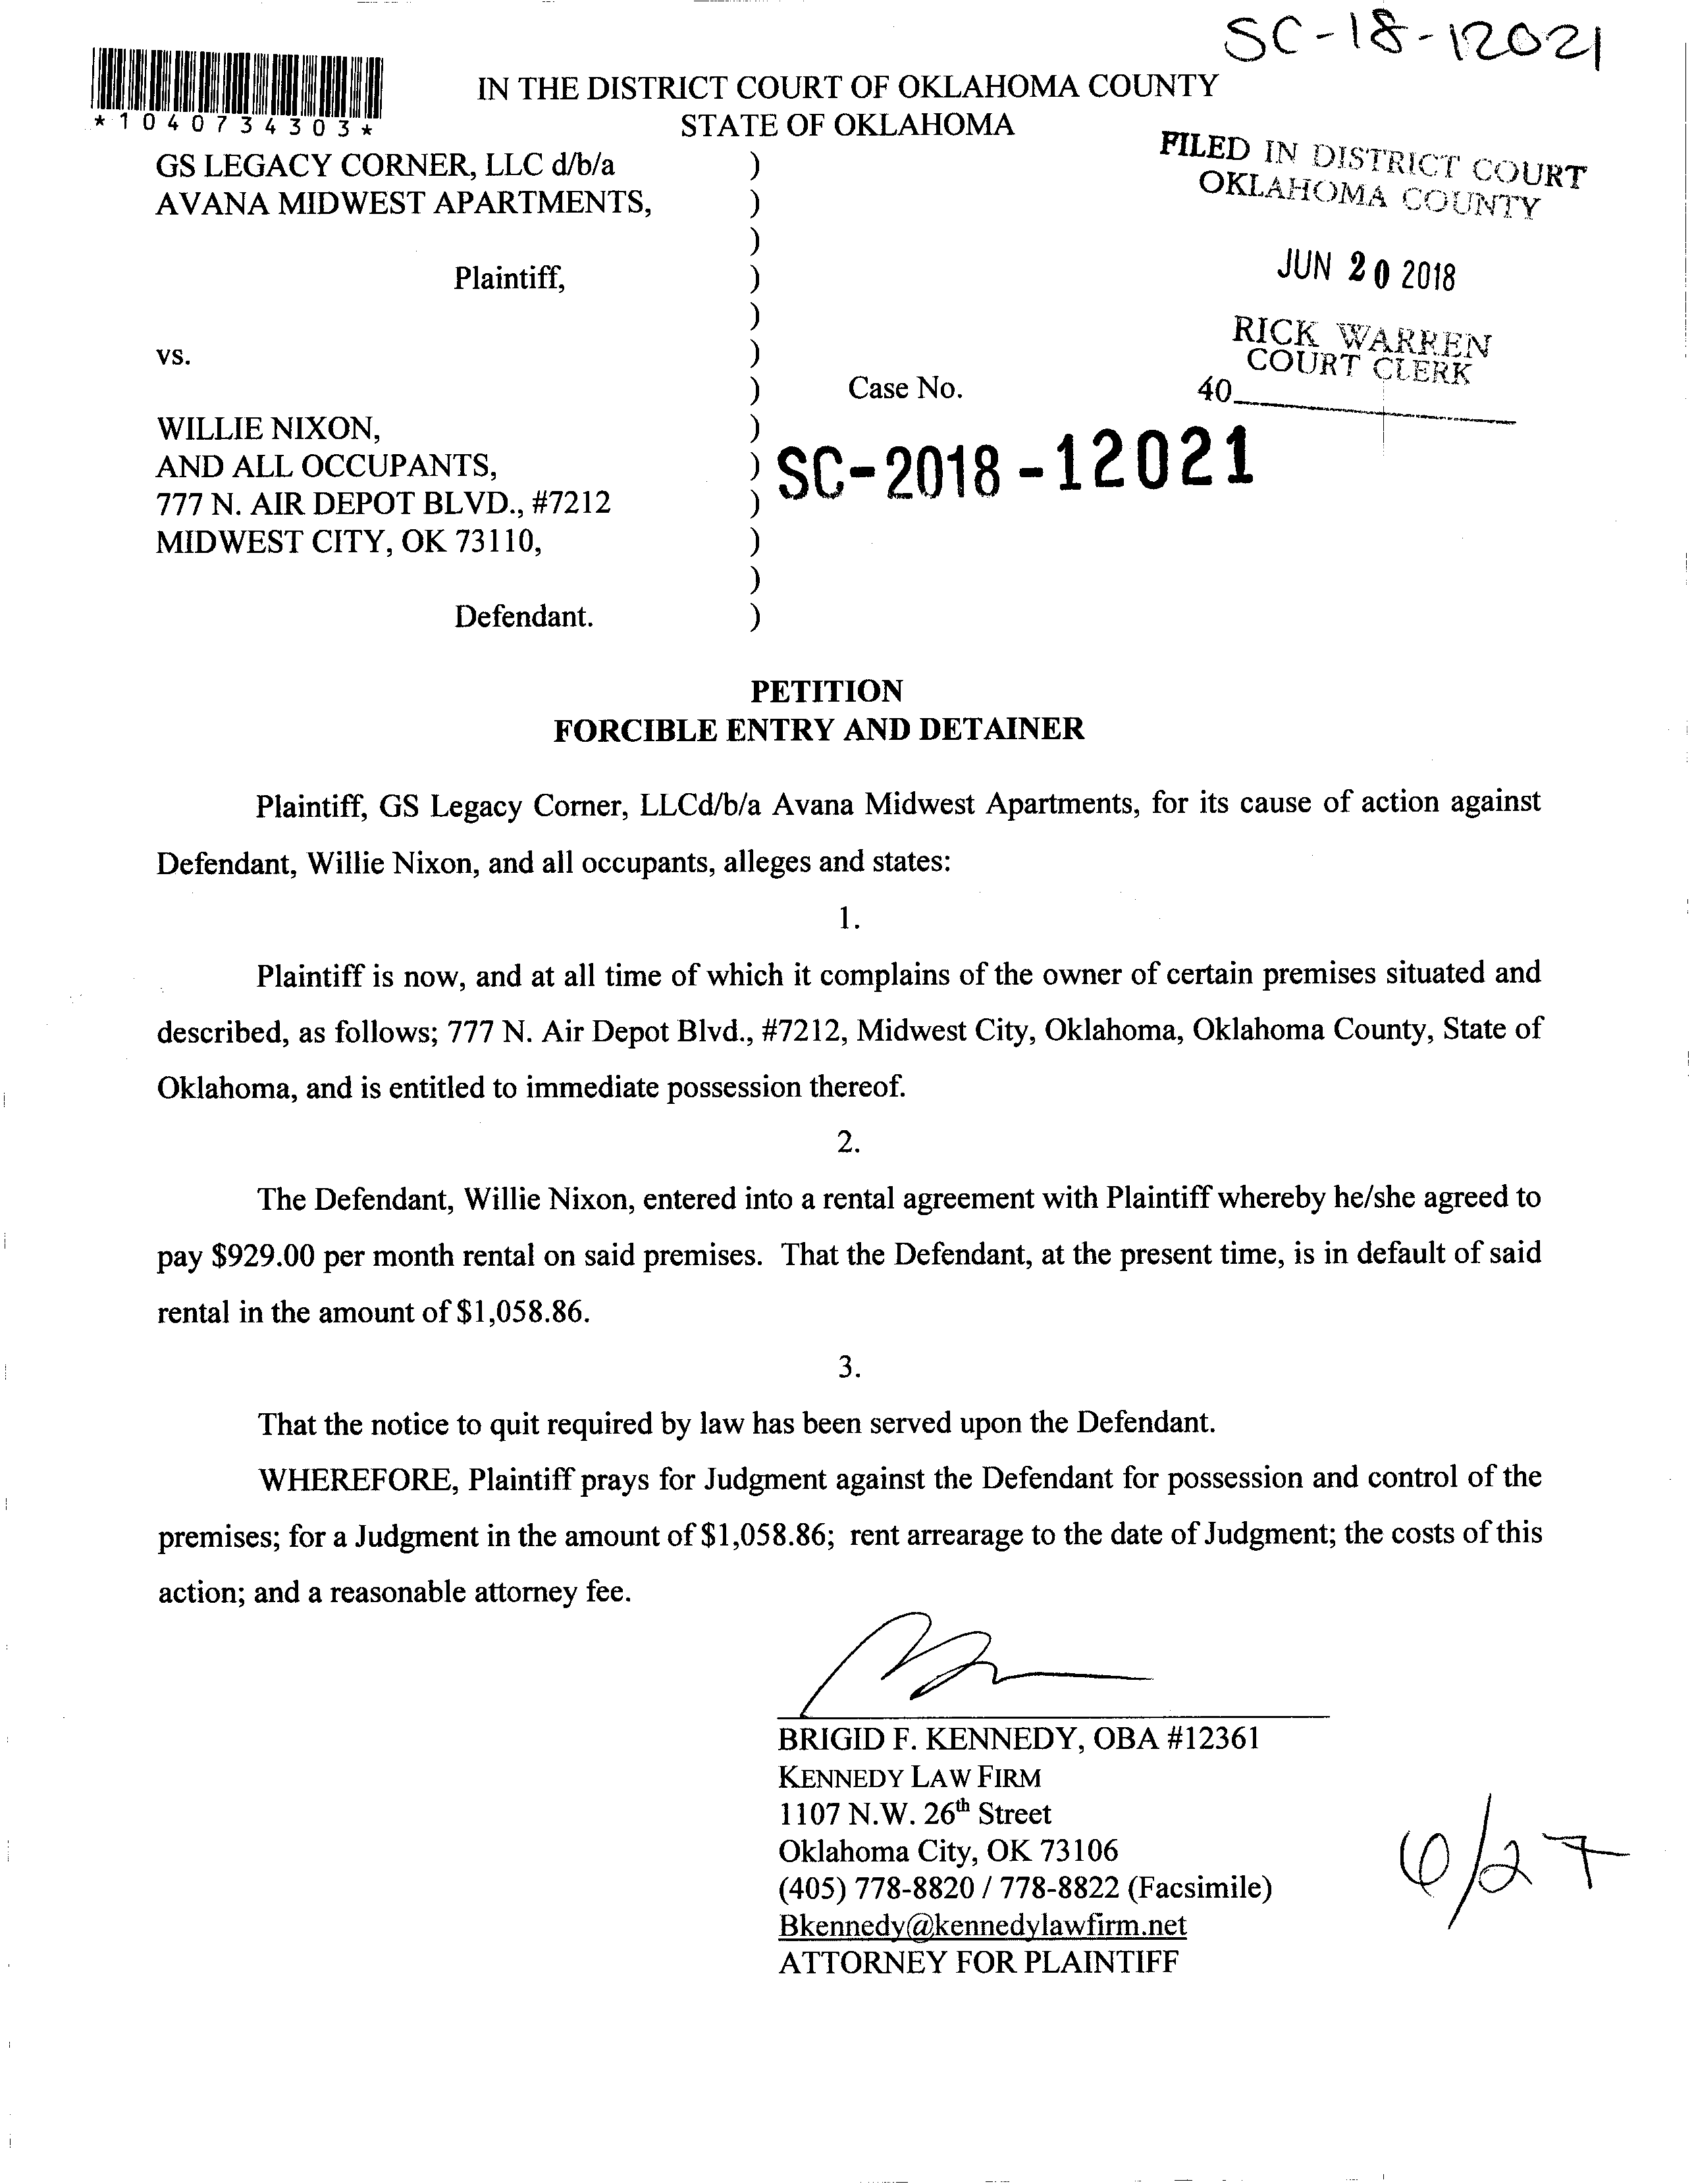 SC-18-12021
*1040734303*
IN THE DISTRICT COURT OF OKLAHOMA COUNTY
STATE OF OKLAHOMA
FILED IN DISTRICT COURT
OKLAHOMA COUNTY
JUN 20 2018
RICK WARREN
COURT CLERK
40
GS LEGACY CORNER, LLC d/b/a )
AVANA MIDWEST APARTMENTS, )
)
Plaintiff, )
)
vs. )
) Case No.
WILLIE NIXON, )
AND ALL OCCUPANTS, ) SC-2018-12021
777 N. AIR DEPOT BLVD., #7212 )
MIDWEST CITY, OK 73110, )
)
Defendant. )
PETITION
FORCIBLE ENTRY AND DETAINER
Plaintiff, GS Legacy Corner, LLCd/b/a Avana Midwest Apartments, for its cause of action against
Defendant, Willie Nixon, and all occupants, alleges and states:
1.
Plaintiff is now, and at all time of which it complains of the owner of certain premises situated and
described, as follows; 777 N. Air Depot Blvd., #7212, Midwest City, Oklahoma, Oklahoma County, State of
Oklahoma, and is entitled to immediate possession thereof.
2.
The Defendant, Willie Nixon, entered into a rental agreement with Plaintiff whereby he/she agreed to
pay $929.00 per month rental on said premises. That the Defendant, at the present time, is in default of said
rental in the amount of $1,058.86.
3.
That the notice to quit required by law has been served upon the Defendant.
WHEREFORE, Plaintiff prays for Judgment against the Defendant for possession and control of the
premises; for a Judgment in the amount of $1,058.86; rent arrearage to the date of Judgment; the costs of this
action; and a reasonable attorney fee.
BRIGID F. KENNEDY, OBA #12361
KENNEDY LAW FIRM
1107 N.W. 26th Street
Oklahoma City, OK 73106
(405) 778-8820 / 778-8822 (Facsimile)
Bkennedy@kennedylawfirm.net
ATTORNEY FOR PLAINTIFF
6/27